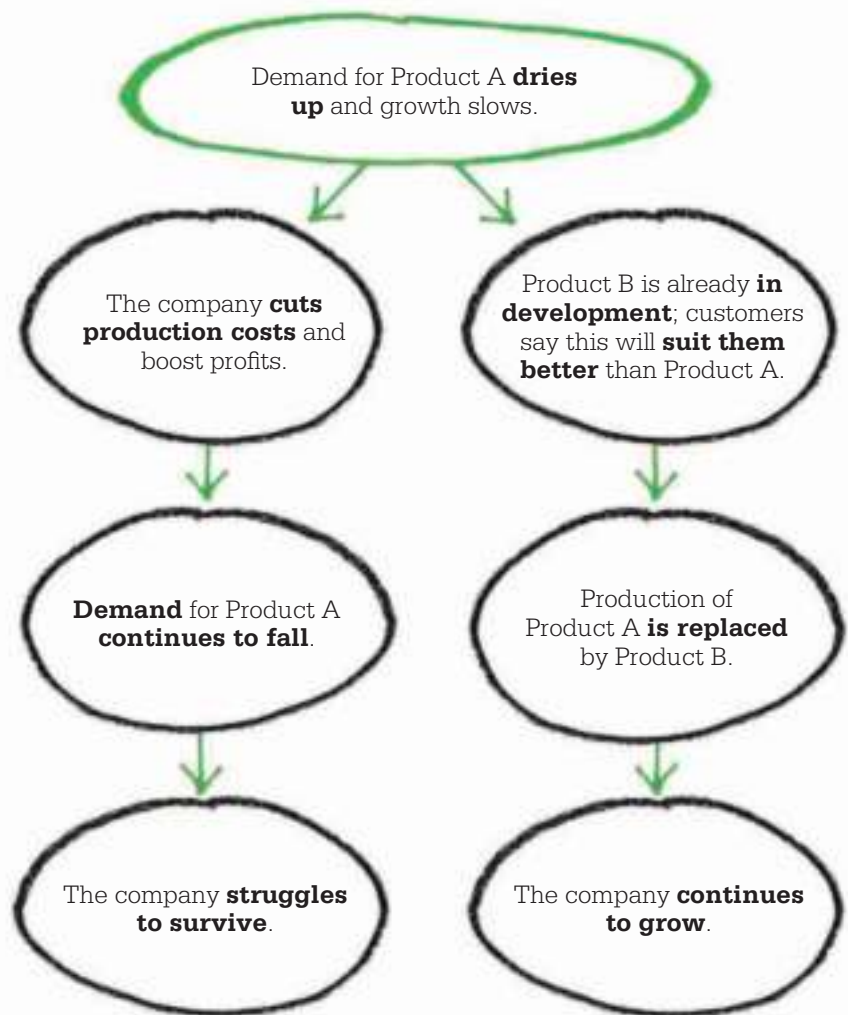 Demand for Product A dries
up and growth slows.
The company cuts
production costs and
boost profits.
Product B is already in
development; customers
say this will suit them
better than Product A.
Demand for Product A
continues to fall.
Production of
Product A is replaced
by Product B.
The company struggles
to survive.
The company continues
to grow.